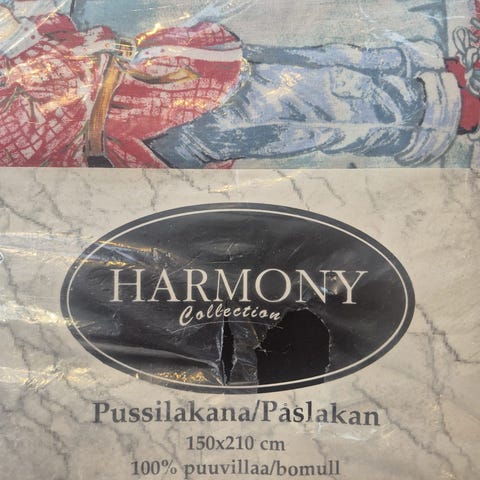 HARMONY
Collection
Pussilakana/Påslakan
150x210 cm
100% puuvillaa/bomull